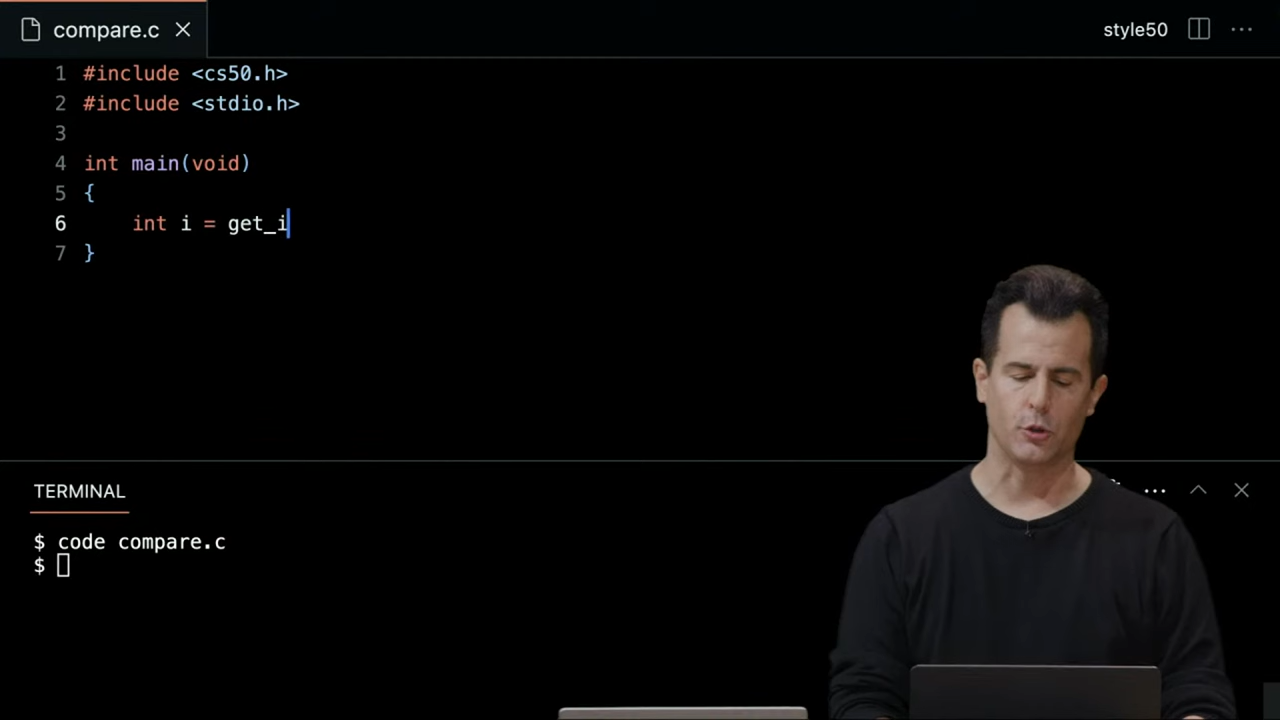 compare.c
style50
1 #include <cs50.h>
2 #include <stdio.h>
3
4 int main(void)
5 {
6     int i = get_i
7 }
TERMINAL
$ code compare.c
$